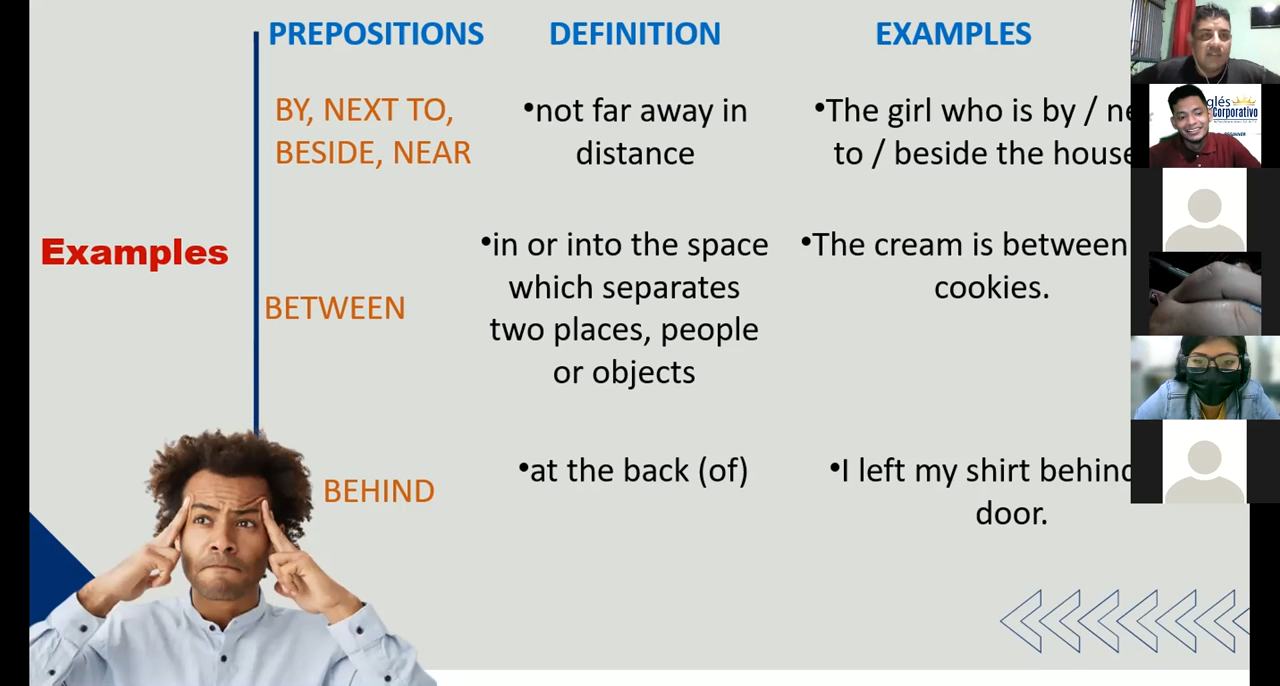 PREPOSITIONS DEFINITION EXAMPLES
BY, NEXT TO,
BESIDE, NEAR
•not far away in
distance
•The girl who is by /
to / beside the house
Examples
BETWEEN
•in or into the space
which separates
two places, people
or objects
•The cream is between
cookies.
BEHIND
•at the back (of)
•I left my shirt behind
door.
Corporativo